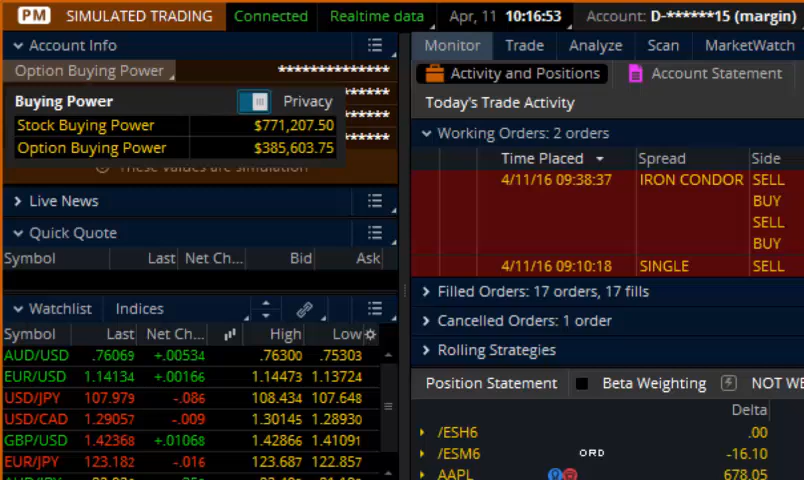 PM SIMULATED TRADING Connected Realtime data Apr, 11 10:16:53 Account: D-******15 (margin)
Account Info
Option Buying Power **************
Buying Power Privacy
Stock Buying Power $771,207.50
Option Buying Power $385,603.75
These values are simulation
Live News
Quick Quote
Symbol Last Net Ch... Bid Ask
Watchlist Indices
Symbol Last Net Ch... High Low
AUD/USD .76069 +.00534 .76300 .75303
EUR/USD 1.14134 +.00166 1.14473 1.13724
USD/JPY 107.979 -.086 108.434 107.648
USD/CAD 1.29057 -.009 1.30145 1.28930
GBP/USD 1.42368 +.01068 1.42866 1.41091
EUR/JPY 123.182 -.016 123.687 122.857
Monitor Trade Analyze Scan MarketWatch
Activity and Positions Account Statement
Today's Trade Activity
Working Orders: 2 orders
Time Placed Spread Side
4/11/16 09:38:37 IRON CONDOR SELL
BUY
SELL
BUY
4/11/16 09:10:18 SINGLE SELL
Filled Orders: 17 orders, 17 fills
Cancelled Orders: 1 order
Rolling Strategies
Position Statement Beta Weighting NOT WE
Delta
/ESH6 .00
/ESM6 ORD -16.10
AAPL 678.05